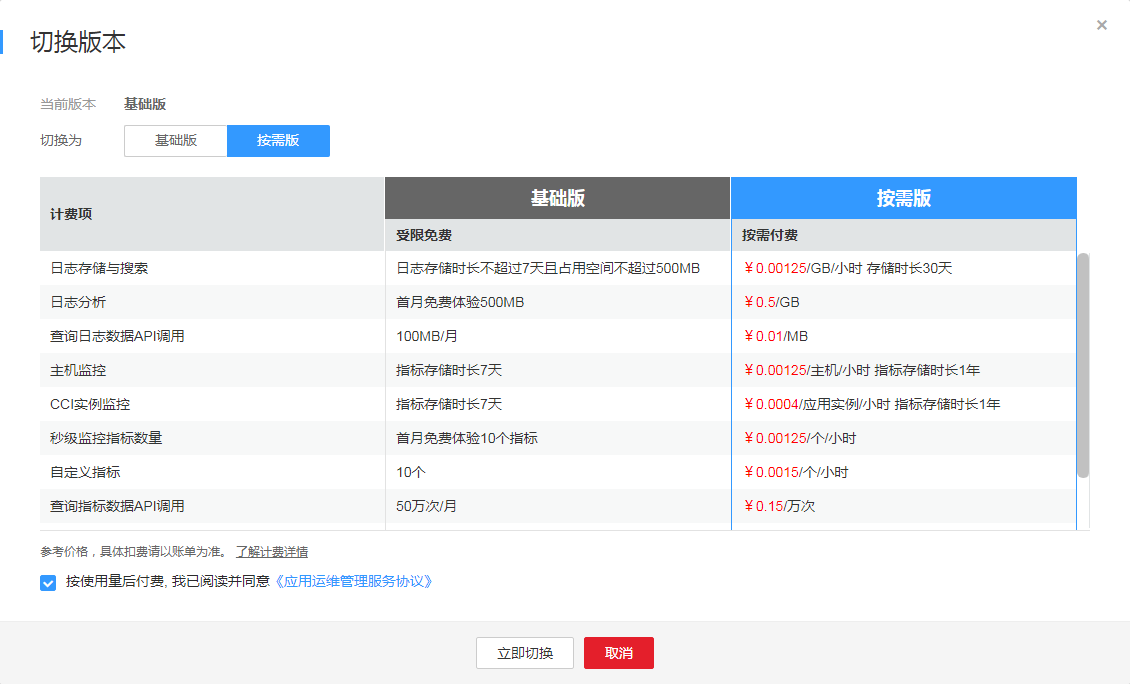 切换版本
×
当前版本 基础版
切换为 基础版 按需版
计费项 基础版 按需版
受限免费 按需付费
日志存储与搜索 日志存储时长不超过7天且占用空间不超过500MB ￥0.00125/GB/小时 存储时长30天
日志分析 首月免费体验500MB ￥0.5/GB
查询日志数据API调用 100MB/月 ￥0.01/MB
主机监控 指标存储时长7天 ￥0.00125/主机/小时 指标存储时长1年
CCI实例监控 指标存储时长7天 ￥0.0004/应用实例/小时 指标存储时长1年
秒级监控指标数量 首月免费体验10个指标 ￥0.00125/个/小时
自定义指标 10个 ￥0.0015/个/小时
查询指标数据API调用 50万次/月 ￥0.15/万次
参考价格，具体扣费请以账单为准。 了解计费详情
按使用量后付费, 我已阅读并同意《应用运维管理服务协议》
立即切换 取消